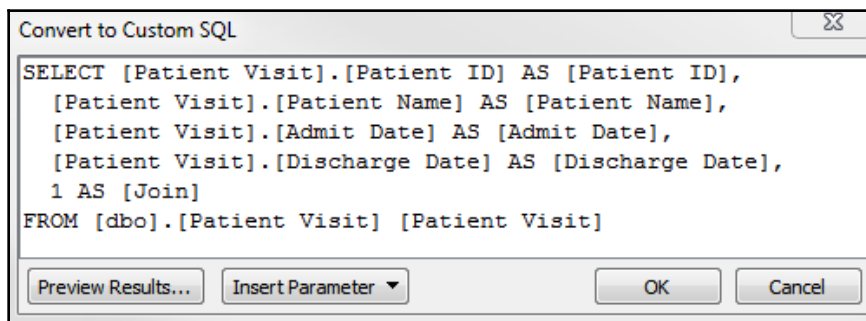 Convert to Custom SQL
SELECT [Patient Visit].[Patient ID] AS [Patient ID],
[Patient Visit].[Patient Name] AS [Patient Name],
[Patient Visit].[Admit Date] AS [Admit Date],
[Patient Visit].[Discharge Date] AS [Discharge Date],
1 AS [Join]
FROM [dbo].[Patient Visit] [Patient Visit]
Preview Results... Insert Parameter OK Cancel